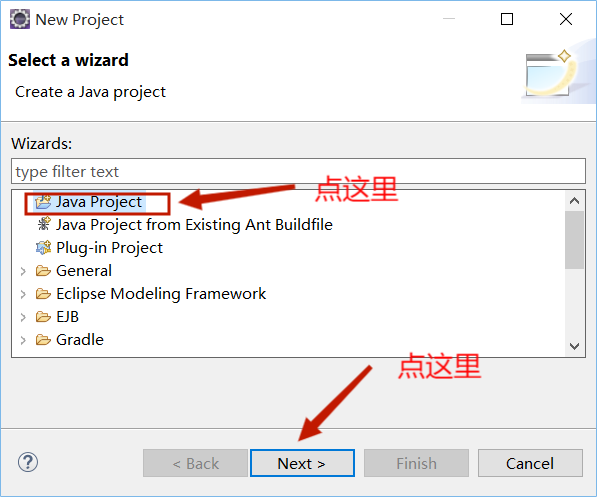 New Project
Select a wizard
Create a Java project
Wizards:
type filter text
Java Project
点这里
Java Project from Existing Ant Buildfile
Plug-in Project
General
Eclipse Modeling Framework
EJB
Gradle
点这里
?
< Back
Next >
Finish
Cancel